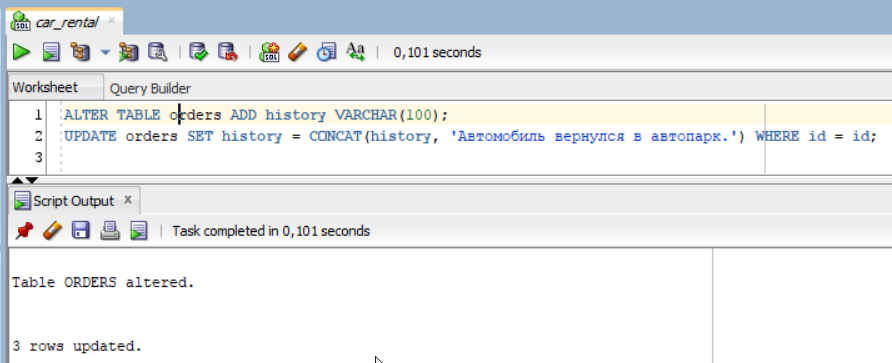 car_rental
0,101 seconds
Worksheet Query Builder
1 ALTER TABLE orders ADD history VARCHAR(100);
2 UPDATE orders SET history = CONCAT(history, 'Автомобиль вернулся в автопарк.') WHERE id = id;
3
Script Output x
Task completed in 0,101 seconds
Table ORDERS altered.
3 rows updated.